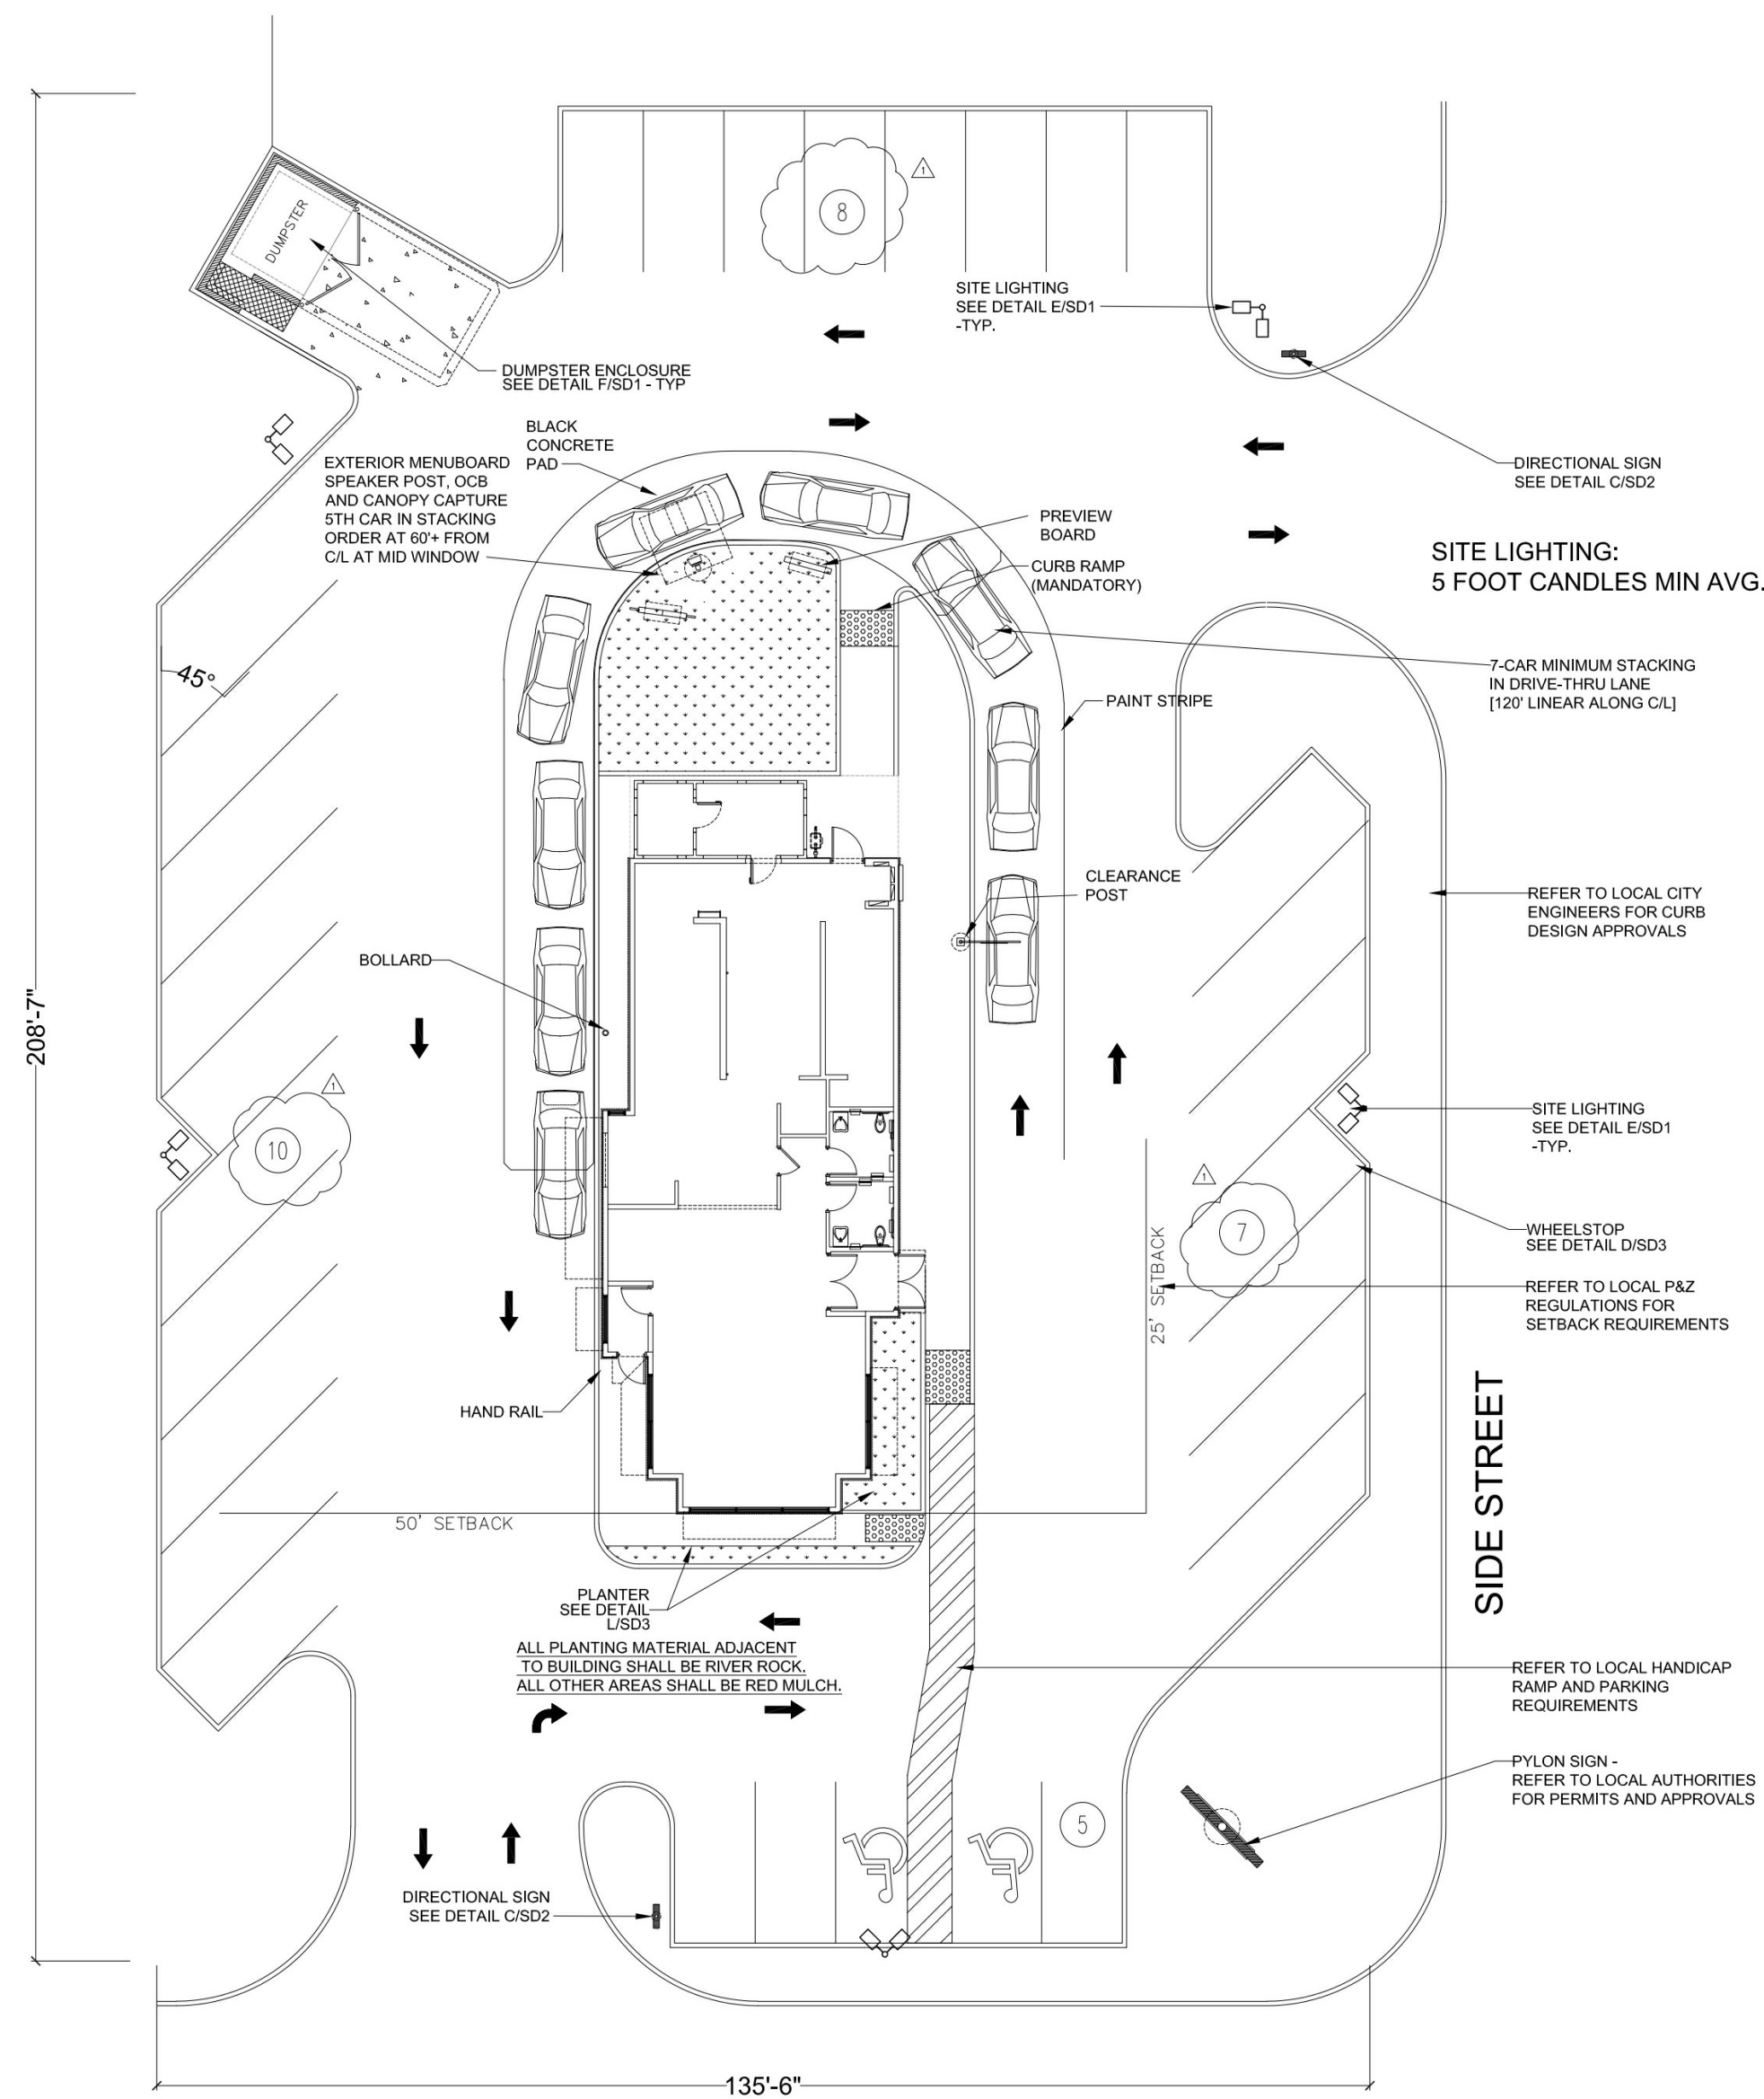 1
8
DUMPSTER
SITE LIGHTING
SEE DETAIL E/SD1
-TYP.
DUMPSTER ENCLOSURE
SEE DETAIL F/SD1 - TYP
BLACK
CONCRETE
PAD
EXTERIOR MENUBOARD
SPEAKER POST, OCB
AND CANOPY CAPTURE
5TH CAR IN STACKING
ORDER AT 60'+ FROM
C/L AT MID WINDOW
DIRECTIONAL SIGN
SEE DETAIL C/SD2
PREVIEW
BOARD
CURB RAMP
(MANDATORY)
SITE LIGHTING:
5 FOOT CANDLES MIN AVG.
45°
7-CAR MINIMUM STACKING
IN DRIVE-THRU LANE
[120' LINEAR ALONG C/L]
PAINT STRIPE
CLEARANCE
POST
REFER TO LOCAL CITY
ENGINEERS FOR CURB
DESIGN APPROVALS
BOLLARD
208'-7"
1
10
SITE LIGHTING
SEE DETAIL E/SD1
-TYP.
1
7
WHEELSTOP
SEE DETAIL D/SD3
25' SETBACK
REFER TO LOCAL P&Z
REGULATIONS FOR
SETBACK REQUIREMENTS
HAND RAIL
SIDE STREET
50' SETBACK
PLANTER
SEE DETAIL
L/SD3
ALL PLANTING MATERIAL ADJACENT
TO BUILDING SHALL BE RIVER ROCK.
ALL OTHER AREAS SHALL BE RED MULCH.
REFER TO LOCAL HANDICAP
RAMP AND PARKING
REQUIREMENTS
PYLON SIGN -
REFER TO LOCAL AUTHORITIES
FOR PERMITS AND APPROVALS
5
DIRECTIONAL SIGN
SEE DETAIL C/SD2
135'-6"